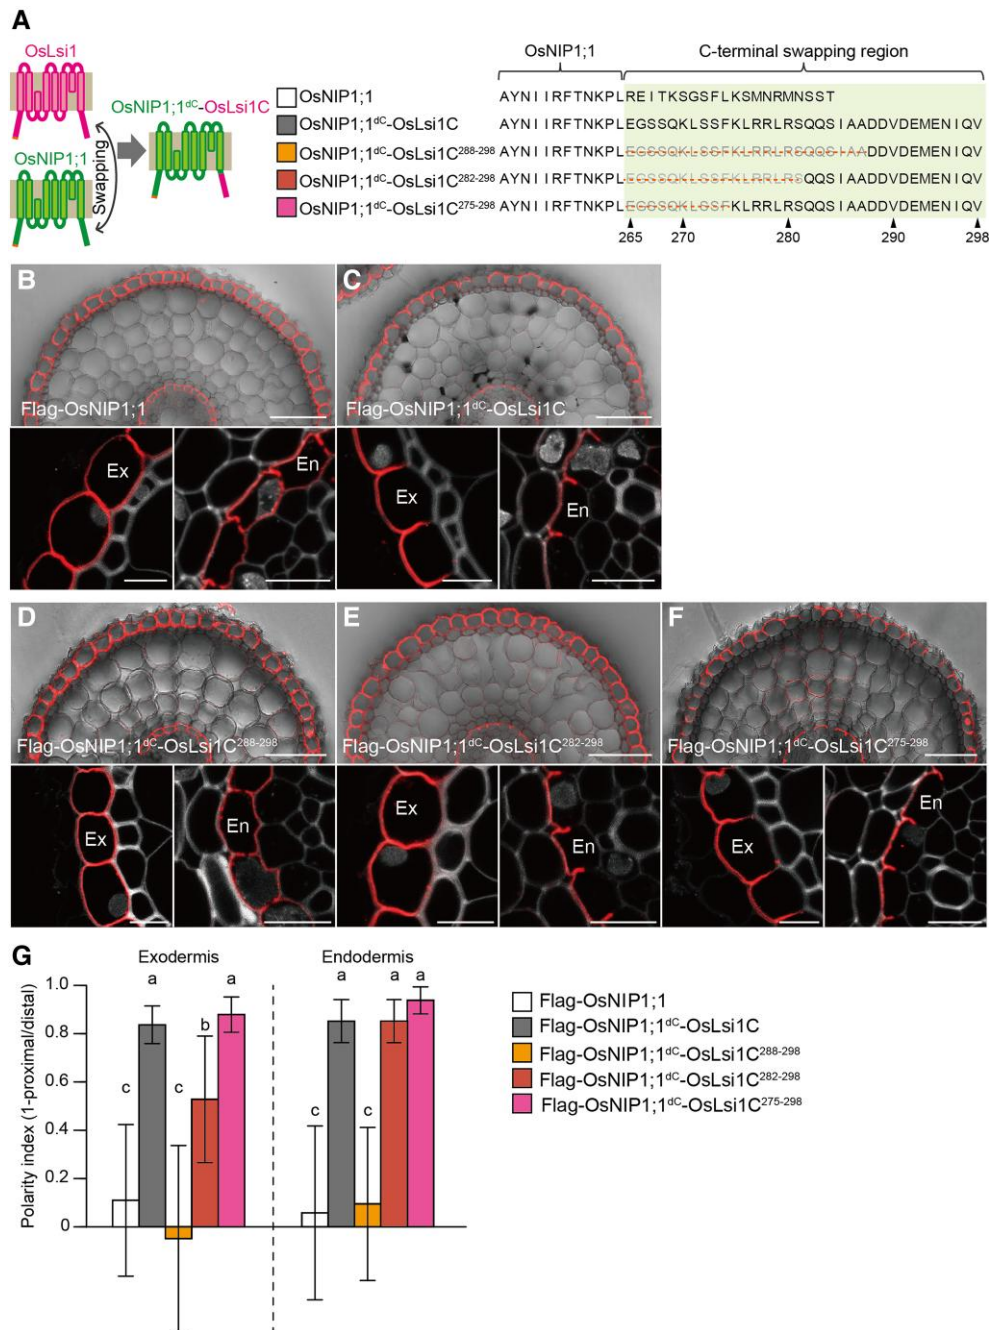 A
OsLsi1
OsNIP1;1
Swapping
OsNIP1;1dC-OsLsi1C
OsNIP1;1
OsNIP1;1dC-OsLsi1C
OsNIP1;1dC-OsLsi1C288-298
OsNIP1;1dC-OsLsi1C282-298
OsNIP1;1dC-OsLsi1C275-298
OsNIP1;1 C-terminal swapping region
AYNIIRFTNKPLREITKSGSFLKSMNRMNSST
AYNIIRFTNKPLEGSSQKLSSFKLRRLRSQQSIAADDVDEMENIQV
AYNIIRFTNKPLEGSSQKLSSFKLRRLRSQQSIAADDVDEMENIQV
AYNIIRFTNKPLEGSSQKLSSFKLRRLRSQQSIAADDVDEMENIQV
AYNIIRFTNKPLEGSSQKLSSFKLRRLRSQQSIAADDVDEMENIQV
265 270 280 290 298
B
Flag-OsNIP1;1
Ex
En
C
Flag-OsNIP1;1dC-OsLsi1C
Ex
En
D
Flag-OsNIP1;1dC-OsLsi1C288-298
Ex
En
E
Flag-OsNIP1;1dC-OsLsi1C282-298
Ex
En
F
Flag-OsNIP1;1dC-OsLsi1C275-298
Ex
En
G
Exodermis Endodermis
Polarity index (1-proximal/distal)
1.0
0.8
0.6
0.4
0.2
0
c a c b a
c a c a a
Flag-OsNIP1;1
Flag-OsNIP1;1dC-OsLsi1C
Flag-OsNIP1;1dC-OsLsi1C288-298
Flag-OsNIP1;1dC-OsLsi1C282-298
Flag-OsNIP1;1dC-OsLsi1C275-298